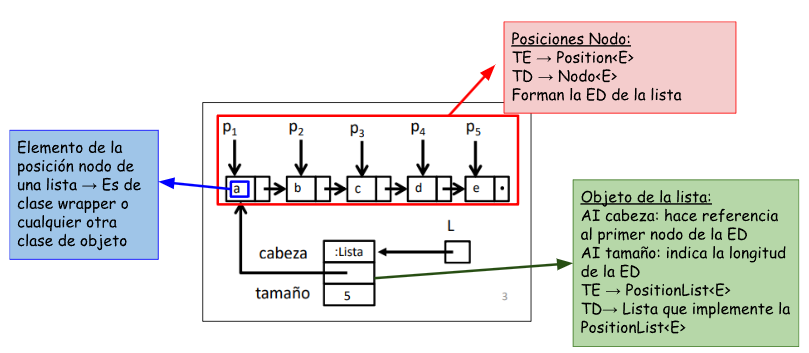 Posiciones Nodo:
TE → Position<E>
TD → Nodo<E>
Forman la ED de la lista
p1 p2 p3 p4 p5
Elemento de la
posición nodo de
una lista → Es de
clase wrapper o
cualquier otra
clase de objeto
a b c d e
L
cabeza :Lista
tamaño 5
3
Objeto de la lista:
AI cabeza: hace referencia
al primer nodo de la ED
AI tamaño: indica la longitud
de la ED
TE → PositionList<E>
TD→ Lista que implemente la
PositionList<E>